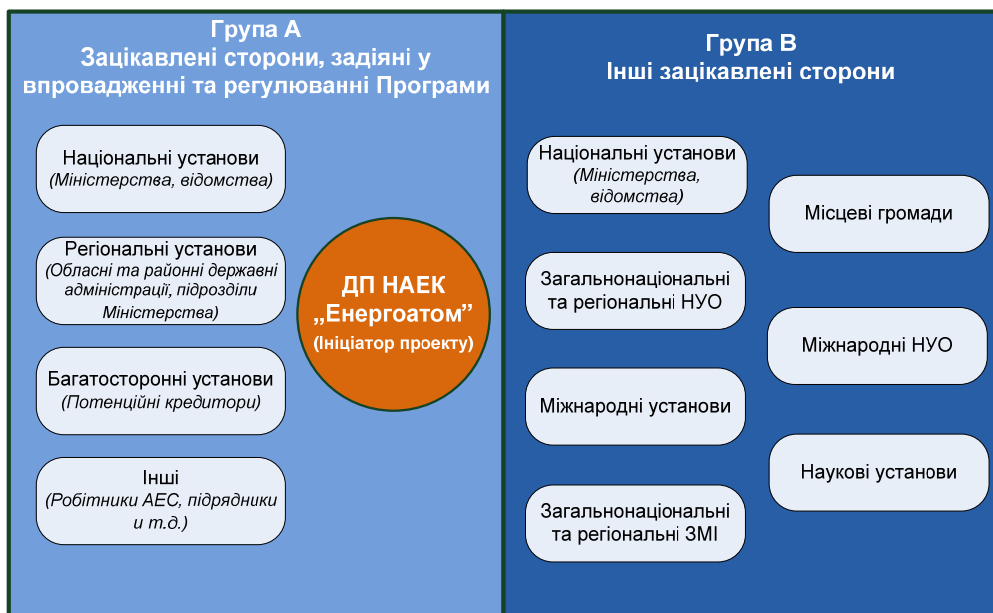 Група А
Зацікавлені сторони, задіяні у
впровадженні та регулюванні Програми
Національні установи
(Міністерства, відомства)
Регіональні установи
(Обласні та районні державні
адміністрації, підрозділи
Міністерства)
Багатосторонні установи
(Потенційні кредитори)
Інші
(Робітники АЕС, підрядники
и т.д.)
ДП НАЕК
„Енергоатом”
(Ініціатор проекту)
Група В
Інші зацікавлені сторони
Національні установи
(Міністерства,
відомства)
Загальнонаціональні
та регіональні НУО
Міжнародні установи
Загальнонаціональні
та регіональні ЗМІ
Місцеві громади
Міжнародні НУО
Наукові установи